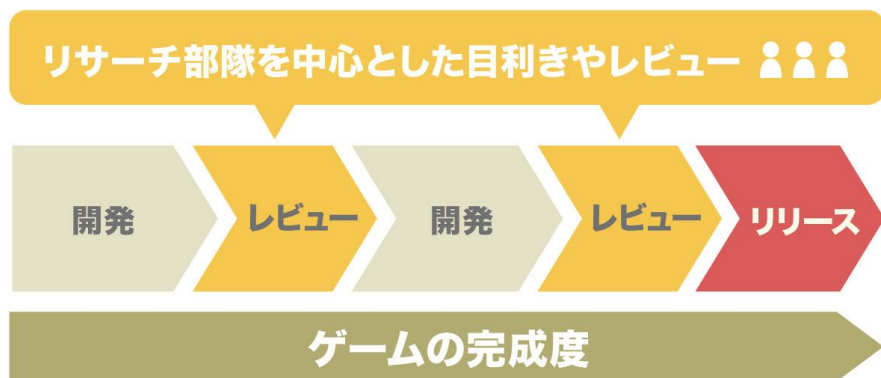 リサーチ部隊を中心とした目利きやレビュー
開発
レビュー
開発
レビュー
リリース
ゲームの完成度